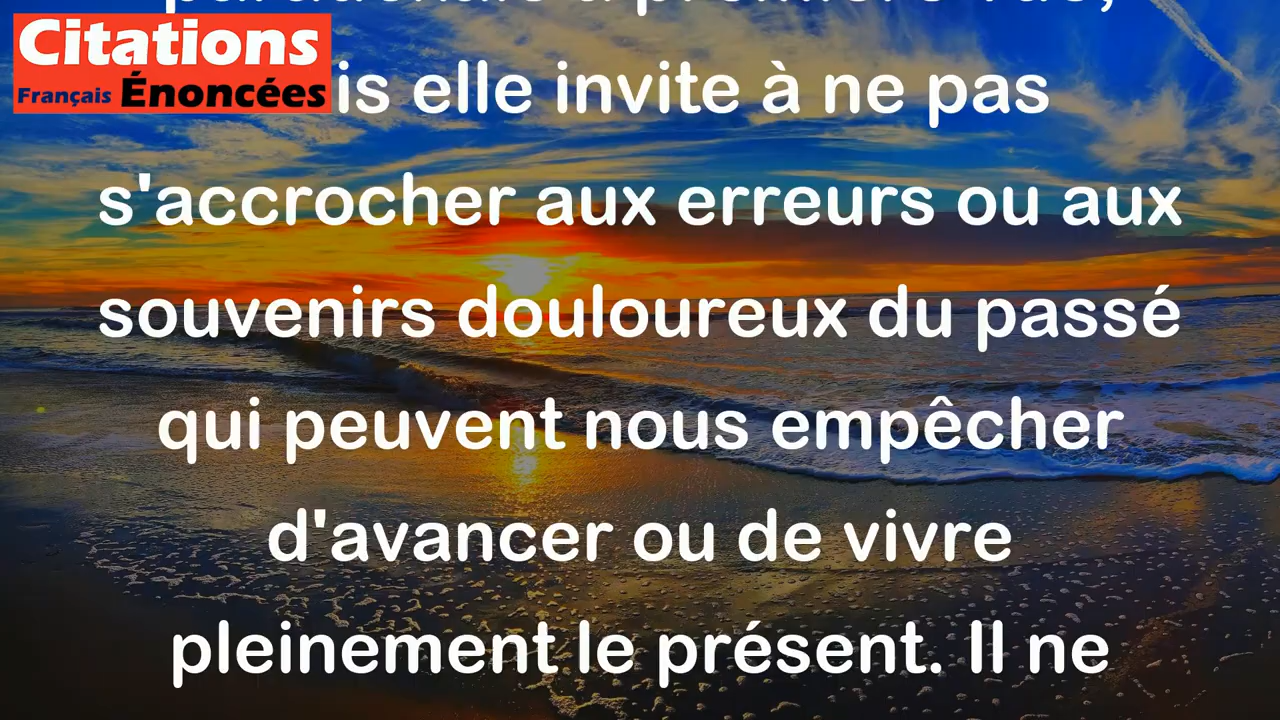 Citations
Français Énoncées
is elle invite à ne pas
s'accrocher aux erreurs ou aux
souvenirs douloureux du passé
qui peuvent nous empêcher
d'avancer ou de vivre
pleinement le présent. Il ne